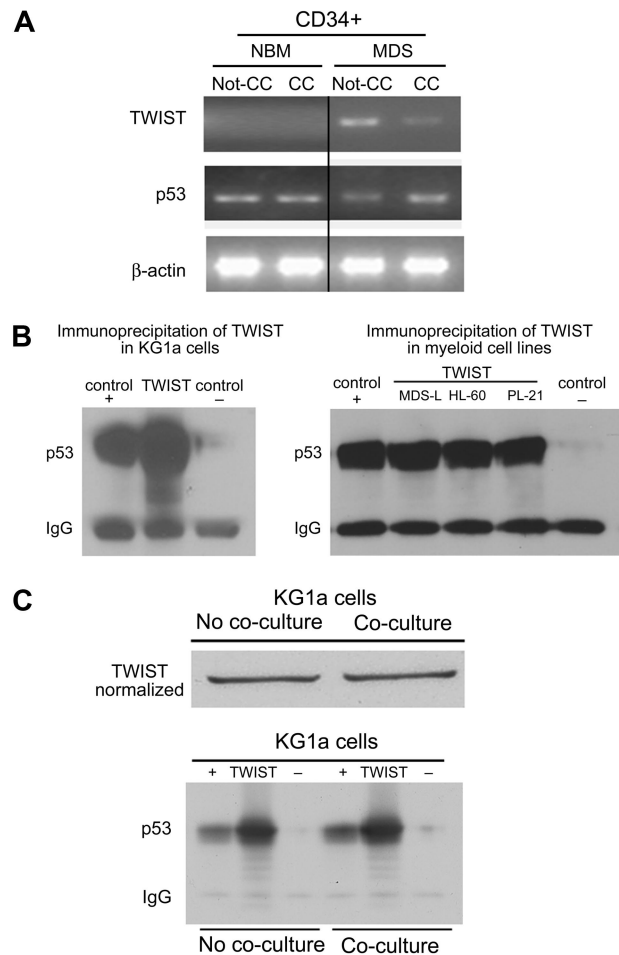 A
CD34+
NBM MDS
Not-CC CC Not-CC CC
TWIST
p53
β-actin
B
Immunoprecipitation of TWIST
in KG1a cells
control TWIST control
+ –
p53
IgG
Immunoprecipitation of TWIST
in myeloid cell lines
TWIST
control control
+ MDS-L HL-60 PL-21 –
p53
IgG
C
KG1a cells
No co-culture Co-culture
TWIST
normalized
KG1a cells
+ TWIST – + TWIST –
p53
IgG
No co-culture Co-culture